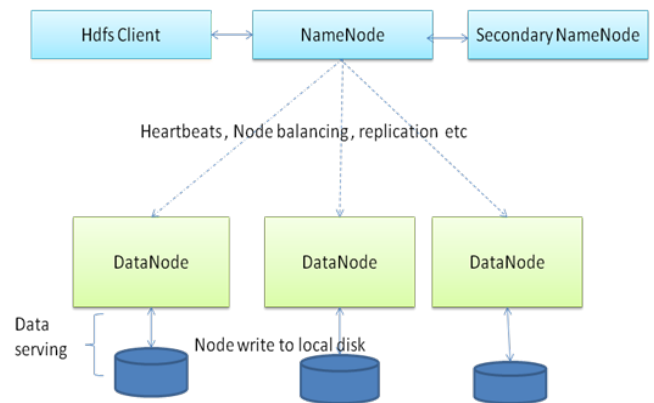 Hdfs Client
NameNode
Secondary NameNode
Heartbeats , Node balancing , replication etc
DataNode
DataNode
DataNode
Data
serving
Node write to local disk